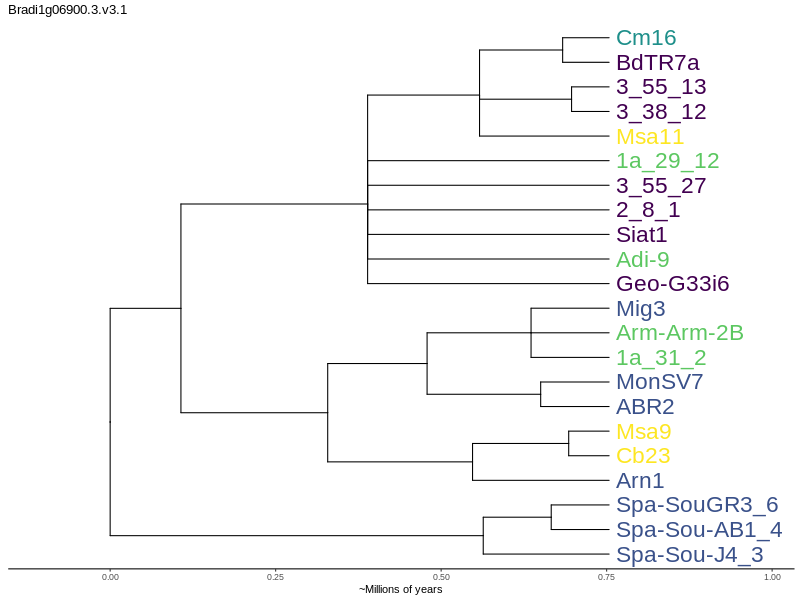 Bradi1g06900.3.v3.1
Cm16
BdTR7a
3_55_13
3_38_12
Msa11
1a_29_12
3_55_27
2_8_1
Siat1
Adi-9
Geo-G33i6
Mig3
Arm-Arm-2B
1a_31_2
MonSV7
ABR2
Msa9
Cb23
Arn1
Spa-SouGR3_6
Spa-Sou-AB1_4
Spa-Sou-J4_3
0.00 0.25 0.50 0.75 1.00
~Millions of years